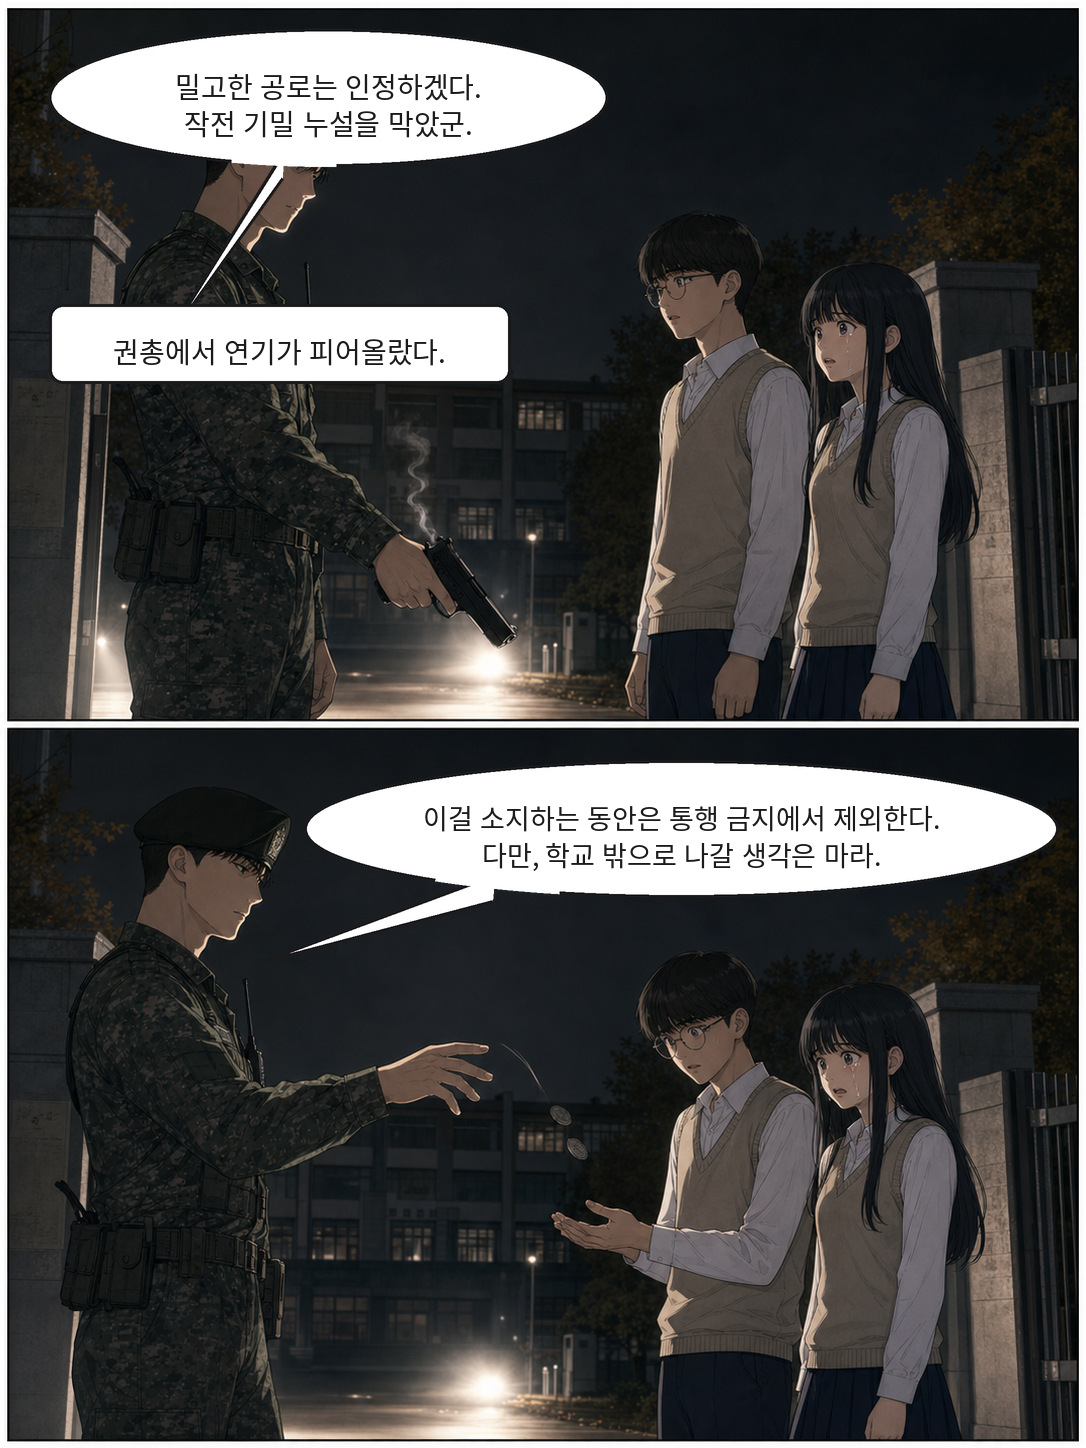 밀고한 공로는 인정하겠다.
작전 기밀 누설을 막았군.
권총에서 연기가 피어올랐다.
이걸 소지하는 동안은 통행 금지에서 제외한다.
다만, 학교 밖으로 나갈 생각은 마라.